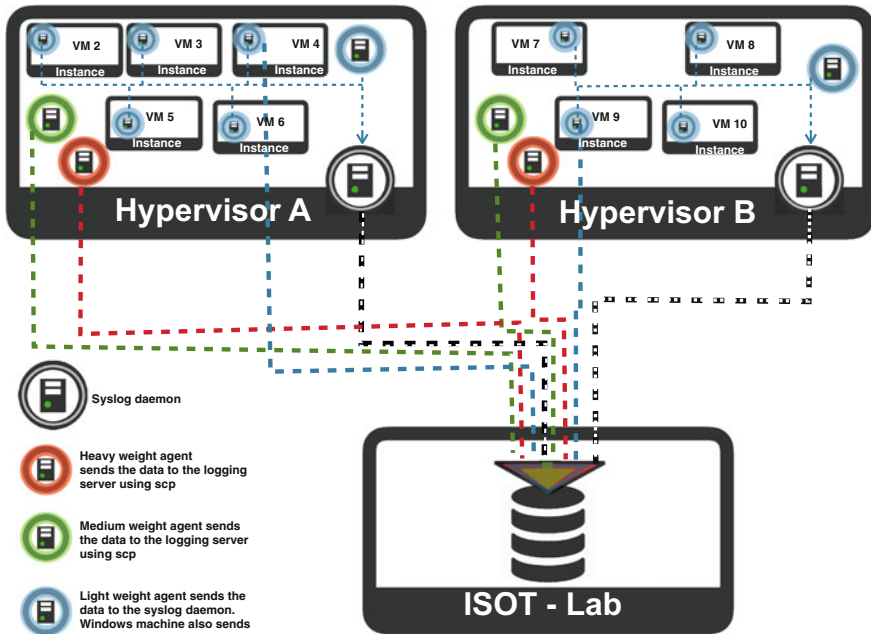 VM 2
VM 3
VM 4
Instance
Instance
Instance
VM 5
VM 6
Instance
Instance
Hypervisor A
VM 7
VM 8
Instance
Instance
VM 9
VM 10
Instance
Instance
Hypervisor B
Syslog daemon
Heavy weight agent
sends the data to the logging
server using scp
Medium weight agent sends
the data to the logging server
using scp
Light weight agent sends the
data to the syslog daemon.
Windows machine also sends
ISOT - Lab